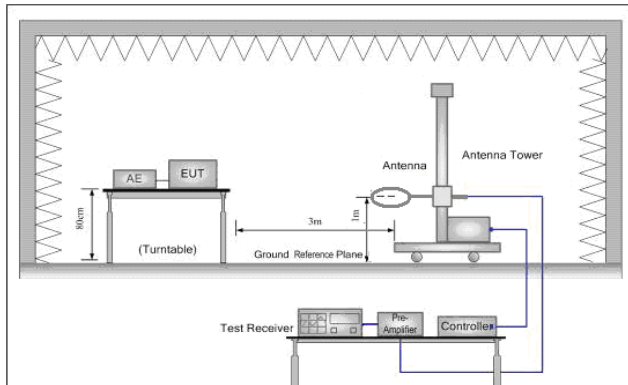 Antenna
Antenna Tower
AE
EUT
80cm
(Turntable)
3m
1m
Ground Reference Plane
Test Receiver
Pre-
Amplifier
Controller